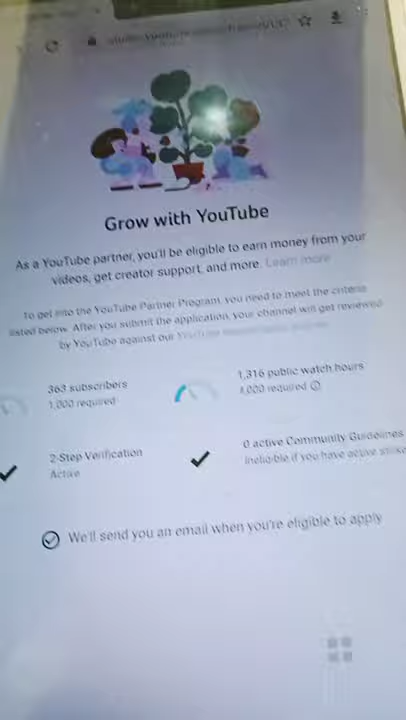 Grow with YouTube
As a YouTube partner, you'll be eligible to earn money from your
videos, get creator support, and more. Learn more
To get into the YouTube Partner Program, you need to meet the criteria
listed below. After you submit the application, your channel will get reviewed
by YouTube against our YouTube
363 subscribers
1,000 required
1,316 public watch hours
4,000 required
2-Step Verification
Active
0 active Community Guidelines
Ineligible if you have active
We'll send you an email when you're eligible to apply